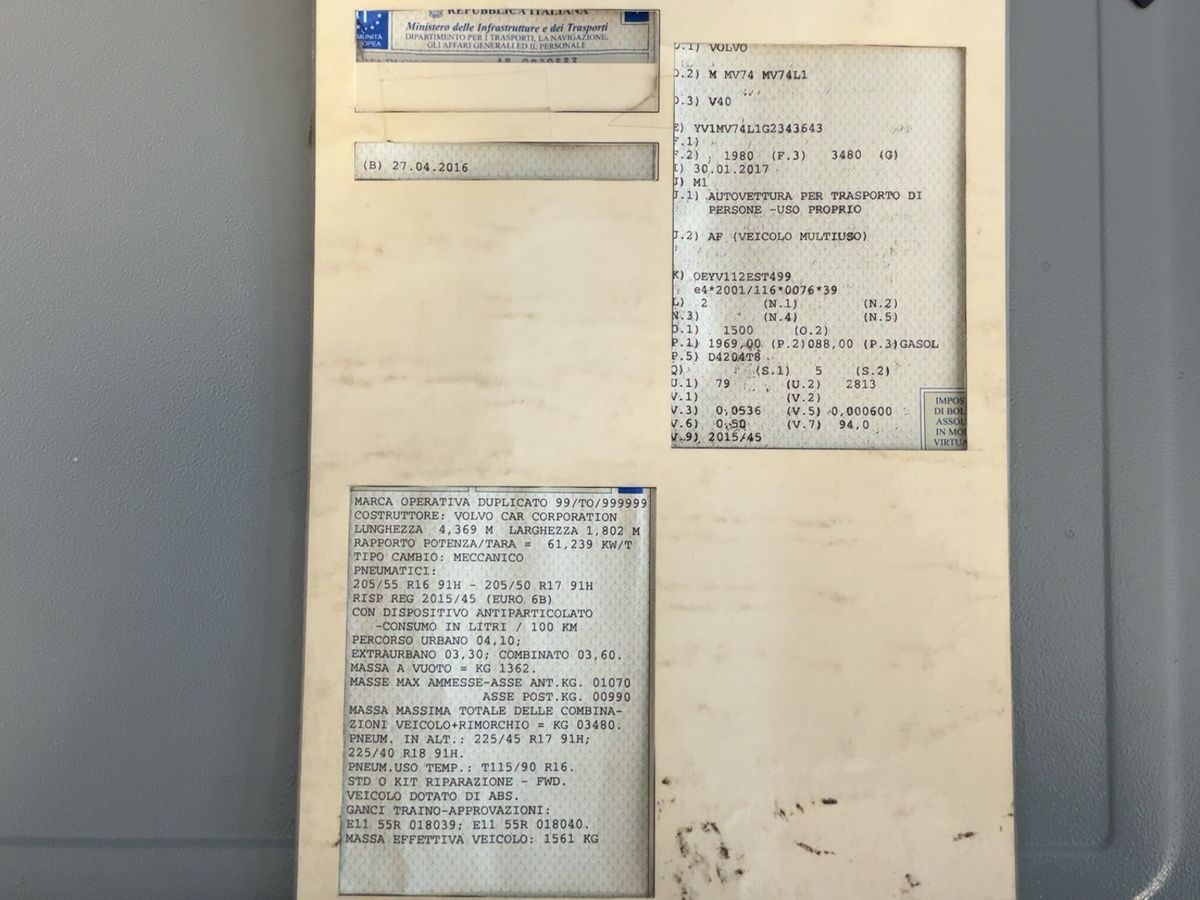 REPUBBLICA ITALIANA
Ministero delle Infrastrutture e dei Trasporti
DIPARTIMENTO PER I TRASPORTI, LA NAVIGAZIONE,
GLI AFFARI GENERALI ED IL PERSONALE
(B) 27.04.2016
D.1) VOLVO
D.2) M MV74 MV74L1
D.3) V40
E) YV1MV74L1G2343643
F.1)
F.2) 1980 (F.3) 3480 (G)
I) 30.01.2017
J) M1
J.1) AUTOVETTURA PER TRASPORTO DI
PERSONE -USO PROPRIO
J.2) AF (VEICOLO MULTIUSO)
K) OEYV112EST499
e4*2001/116*0076*39
L) 2 (N.1) (N.2)
N.3) (N.4) (N.5)
O.1) 1500 (O.2)
P.1) 1969,00 (P.2)088,00 (P.3)GASOL
P.5) D4204T8
Q) (S.1) 5 (S.2)
U.1) 79 (U.2) 2813
V.1) (V.2)
V.3) 0,0536 (V.5) 0,000600
V.6) 0,50 (V.7) 94,0
V.9) 2015/45
IMPOS
DI BOL
ASSOL
IN MO
VIRTUA
MARCA OPERATIVA DUPLICATO 99/TO/999999
COSTRUTTORE: VOLVO CAR CORPORATION
LUNGHEZZA 4,369 M LARGHEZZA 1,802 M
RAPPORTO POTENZA/TARA = 61,239 KW/T
TIPO CAMBIO: MECCANICO
PNEUMATICI:
205/55 R16 91H - 205/50 R17 91H
RISP REG 2015/45 (EURO 6B)
CON DISPOSITIVO ANTIPARTICOLATO
-CONSUMO IN LITRI / 100 KM
PERCORSO URBANO 04,10;
EXTRAURBANO 03,30; COMBINATO 03,60.
MASSA A VUOTO = KG 1362.
MASSE MAX AMMESSE-ASSE ANT.KG. 01070
ASSE POST.KG. 00990
MASSA MASSIMA TOTALE DELLE COMBINA-
ZIONI VEICOLO+RIMORCHIO = KG 03480.
PNEUM. IN ALT.: 225/45 R17 91H;
225/40 R18 91H.
PNEUM.USO TEMP.: T115/90 R16.
STD O KIT RIPARAZIONE - FWD.
VEICOLO DOTATO DI ABS.
GANCI TRAINO-APPROVAZIONI:
E11 55R 018039; E11 55R 018040.
MASSA EFFETTIVA VEICOLO: 1561 KG